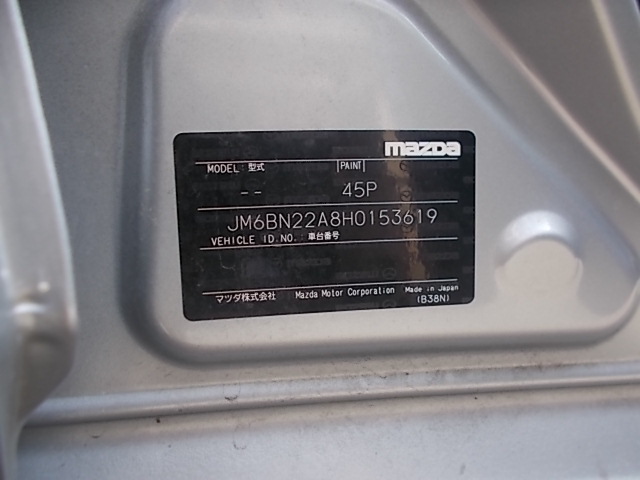 mazda
MODEL:型式 PAINT
-- 45P
JM6BN22A8H0153619
VEHICLE ID.NO.:車台番号
マツダ株式会社 Mazda Motor Corporation Made in Japan
(B38N)